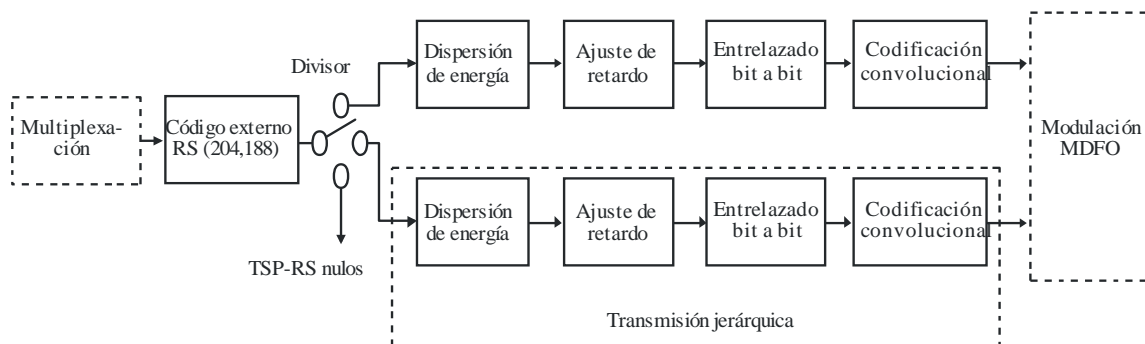 Divisor
Multiplexa-
ción
Código externo
RS (204,188)
Dispersión
de energía
Ajuste de
retardo
Entrelazado
bit a bit
Codificación
convolucional
Modulación
MDFO
Dispersión
de energía
Ajuste de
retardo
Entrelazado
bit a bit
Codificación
convolucional
TSP-RS nulos
Transmisión jerárquica